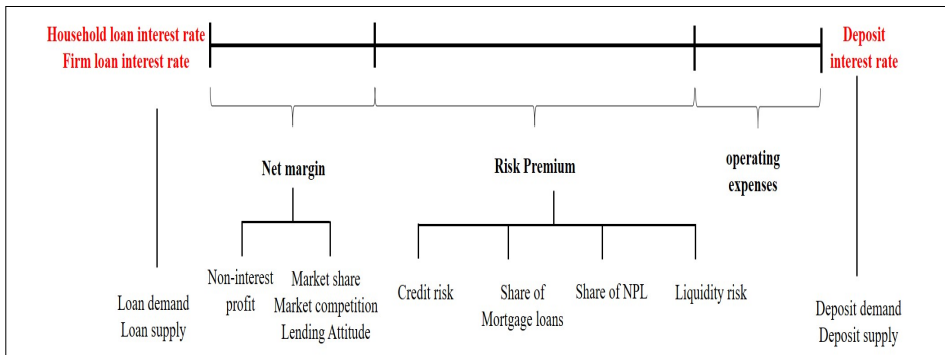 Household loan interest rate
Firm loan interest rate
Deposit
interest rate
Net margin
Risk Premium
operating
expenses
Non-interest
profit
Market share
Market competition
Lending Attitude
Credit risk
Share of
Mortgage loans
Share of NPL
Liquidity risk
Loan demand
Loan supply
Deposit demand
Deposit supply